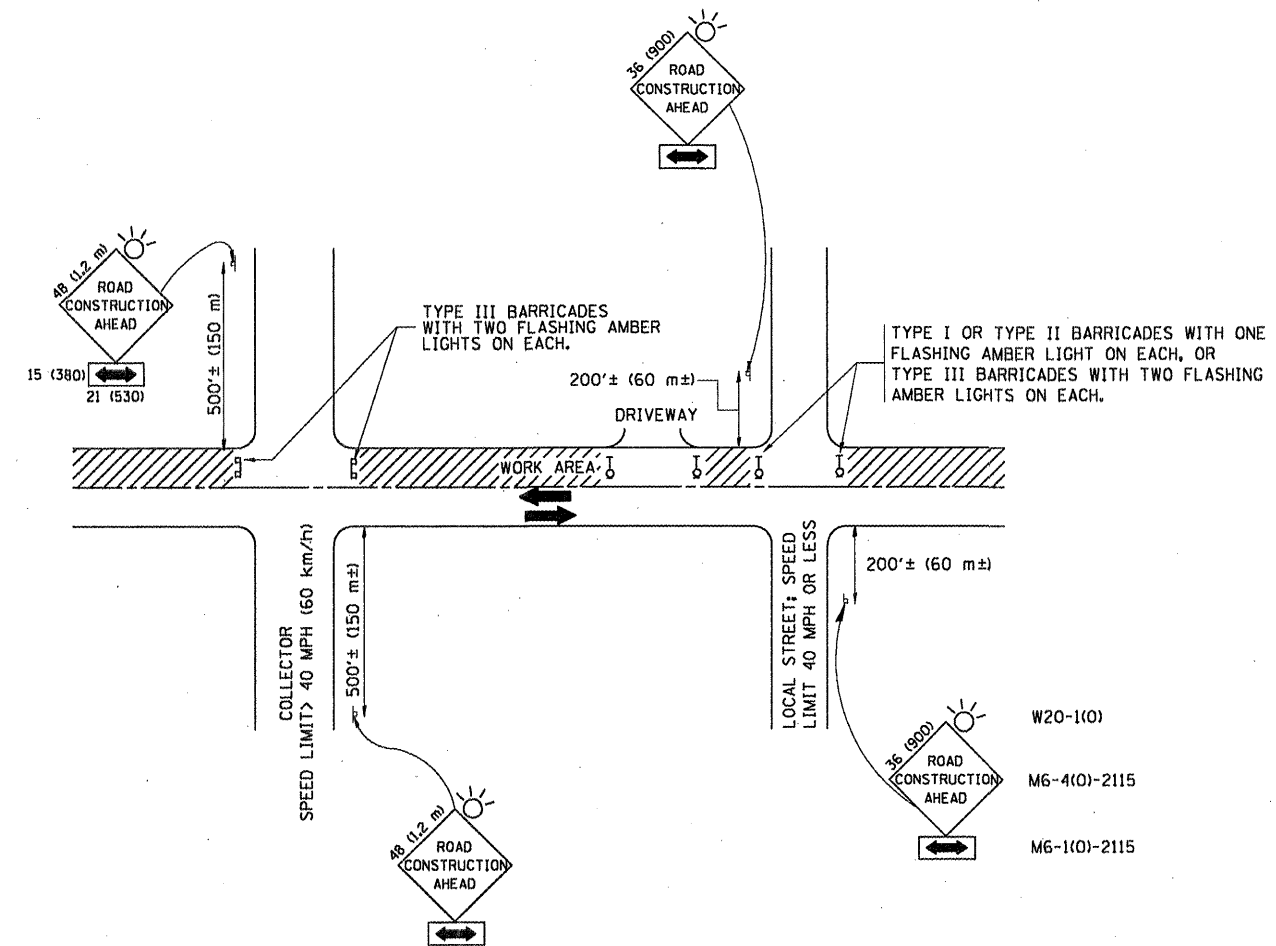 36 (900)
ROAD
CONSTRUCTION
AHEAD
48 (1.2 m)
ROAD
CONSTRUCTION
AHEAD
15 (380)
21 (530)
500'± (150 m)
TYPE III BARRICADES
WITH TWO FLASHING AMBER
LIGHTS ON EACH.
200'± (60 m±)
DRIVEWAY
TYPE I OR TYPE II BARRICADES WITH ONE
FLASHING AMBER LIGHT ON EACH, OR
TYPE III BARRICADES WITH TWO FLASHING
AMBER LIGHTS ON EACH.
WORK AREA
COLLECTOR
SPEED LIMIT> 40 MPH (60 km/h)
500'± (150 m±)
LOCAL STREET; SPEED
LIMIT 40 MPH OR LESS
200'± (60 m±)
48 (1.2 m)
ROAD
CONSTRUCTION
AHEAD
36 (900)
ROAD
CONSTRUCTION
AHEAD
W20-1(O)
M6-4(O)-2115
M6-1(O)-2115